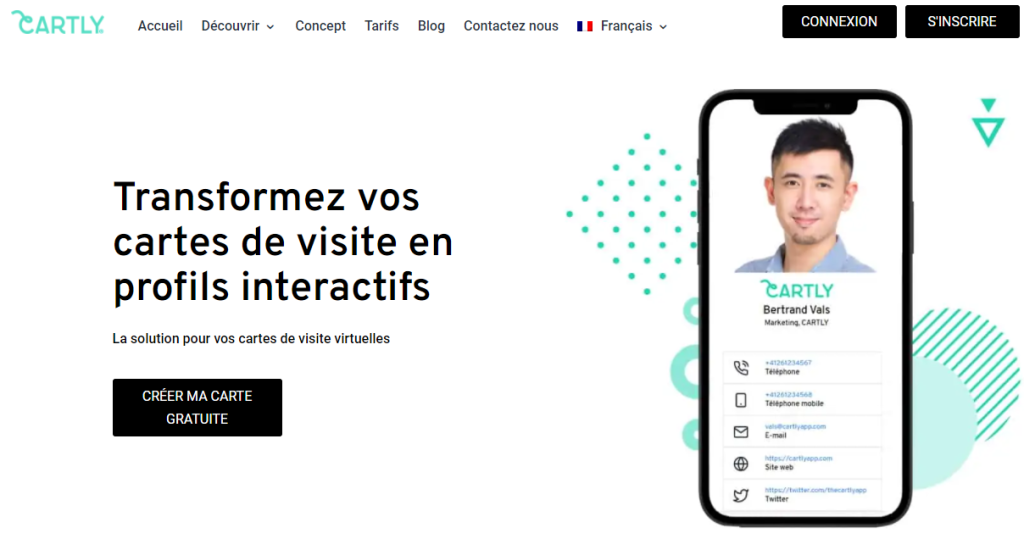 CARTLY
Accueil Découvrir Concept Tarifs Blog Contactez nous Français
CONNEXION S'INSCRIRE
Transformez vos
cartes de visite en
profils interactifs
La solution pour vos cartes de visite virtuelles
CRÉER MA CARTE
GRATUITE
CARTLY
Bertrand Vals
Marketing, CARTLY
+41261234567
Téléphone
+41261234568
Téléphone mobile
vals@cartlyapp.com
E-mail
https://cartlyapp.com
Site web
https://twitter.com/thecartlyapp
Twitter